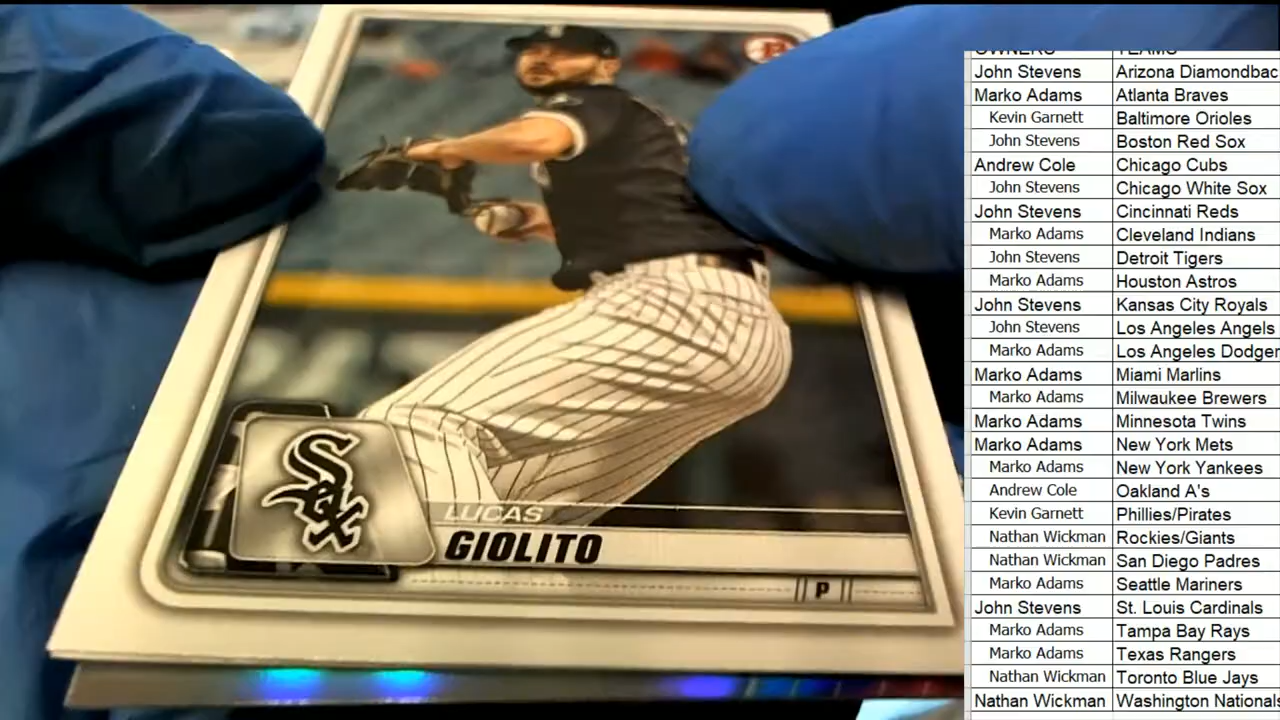 Sox
LUCAS
GIOLITO
P
OWNERS TEAMS
John Stevens Arizona Diamondbac
Marko Adams Atlanta Braves
Kevin Garnett Baltimore Orioles
John Stevens Boston Red Sox
Andrew Cole Chicago Cubs
John Stevens Chicago White Sox
John Stevens Cincinnati Reds
Marko Adams Cleveland Indians
John Stevens Detroit Tigers
Marko Adams Houston Astros
John Stevens Kansas City Royals
John Stevens Los Angeles Angels
Marko Adams Los Angeles Dodger
Marko Adams Miami Marlins
Marko Adams Milwaukee Brewers
Marko Adams Minnesota Twins
Marko Adams New York Mets
Marko Adams New York Yankees
Andrew Cole Oakland A's
Kevin Garnett Phillies/Pirates
Nathan Wickman Rockies/Giants
Nathan Wickman San Diego Padres
Marko Adams Seattle Mariners
John Stevens St. Louis Cardinals
Marko Adams Tampa Bay Rays
Marko Adams Texas Rangers
Nathan Wickman Toronto Blue Jays
Nathan Wickman Washington Nationals